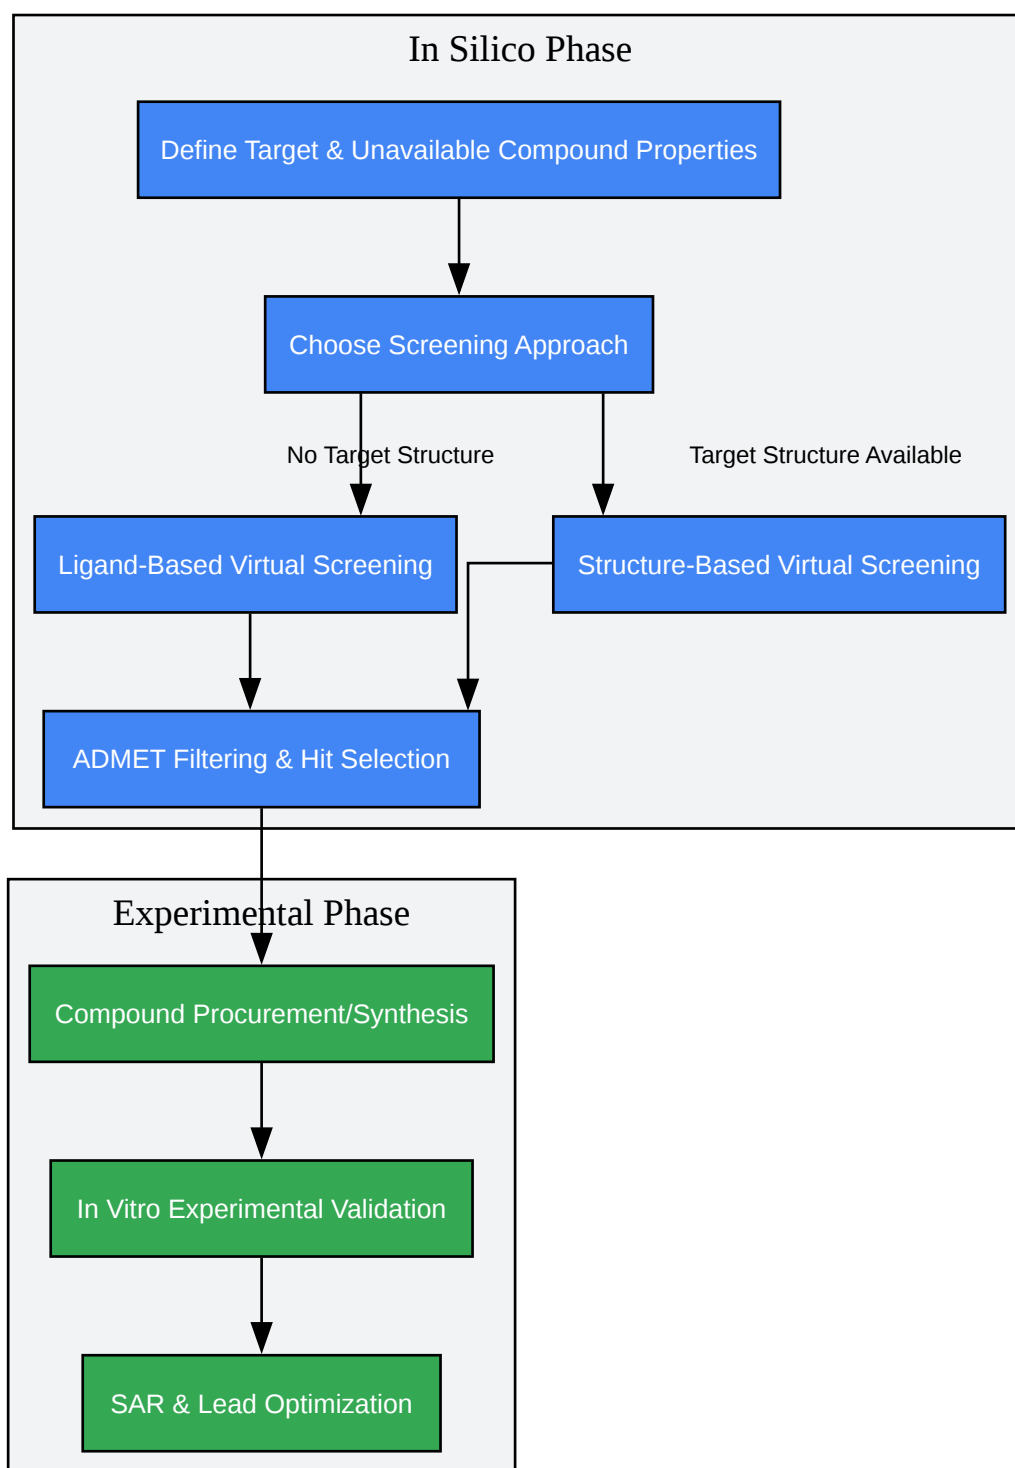 In Silico Phase
Define Target & Unavailable Compound Properties
Choose Screening Approach
No Target Structure
Target Structure Available
Ligand-Based Virtual Screening
Structure-Based Virtual Screening
ADMET Filtering & Hit Selection
Experimental Phase
Compound Procurement/Synthesis
In Vitro Experimental Validation
SAR & Lead Optimization